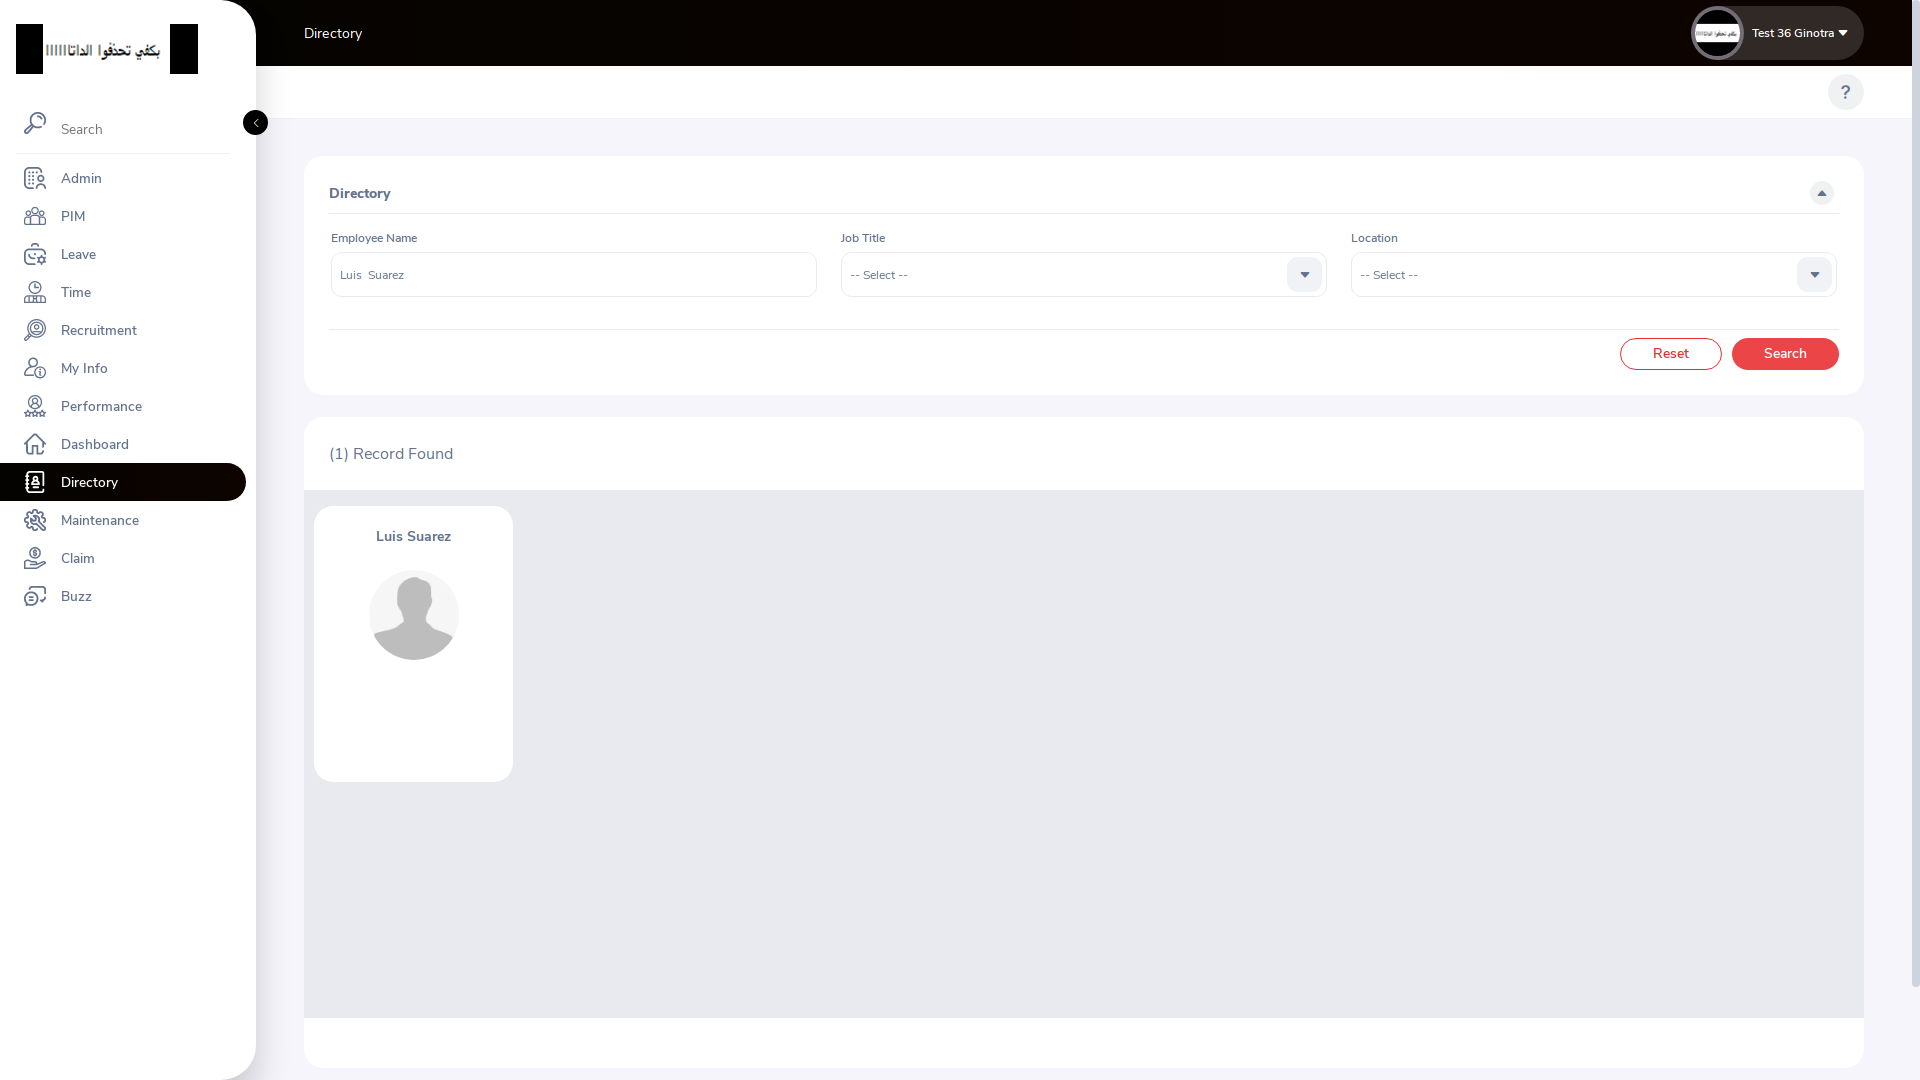 بكفي تحذفوا الداتااااااا
Directory
Test 36 Ginotra
?
Search
Admin
PIM
Leave
Time
Recruitment
My Info
Performance
Dashboard
Directory
Maintenance
Claim
Buzz
Directory
Employee Name
Job Title
Location
Luis  Suarez
-- Select --
-- Select --
Reset
Search
(1) Record Found
Luis Suarez